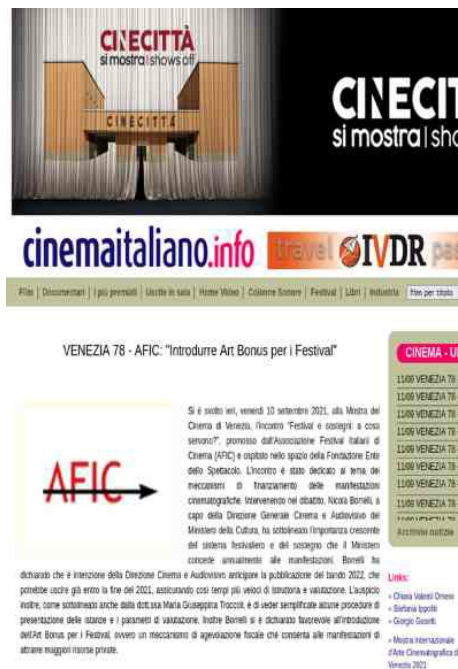 CINECITTÀ
si mostra|shows off
CINECITTÀ
CINECIT
si mostra|sho
cinemaitaliano.info
travel IVDR pas
Film | Documentari | I più premiati | Uscite in sala | Home Video | Colonne Sonore | Festival | Libri | Industria film per titolo
VENEZIA 78 - AFIC: "Introdurre Art Bonus per i Festival"
CINEMA - U
11/09 VENEZIA 78 -
11/09 VENEZIA 78 -
11/09 VENEZIA 78 -
11/09 VENEZIA 78 -
11/09 VENEZIA 78 -
11/09 VENEZIA 78 -
11/09 VENEZIA 78 -
11/09 VENEZIA 78 -
Archivio notizie
AFIC
Si è svolto ieri, venerdì 10 settembre 2021, alla Mostra del
Cinema di Venezia, l'incontro "Festival e sostegni: a cosa
servono?", promosso dall'Associazione Festival Italiani di
Cinema (AFIC) e ospitato nello spazio della Fondazione Ente
dello Spettacolo. L'incontro è stato dedicato al tema dei
meccanismi di finanziamento delle manifestazioni
cinematografiche. Intervenendo nel dibattito, Nicola Borrelli, a
capo della Direzione Generale Cinema e Audiovisivo del
Ministero della Cultura, ha sottolineato l'importanza crescente
del sistema festivaliero e del sostegno che il Ministero
concede annualmente alle manifestazioni. Borrelli ha
dichiarato che è intenzione della Direzione Cinema e Audiovisivo anticipare la pubblicazione del bando 2022, che
potrebbe uscire già entro la fine del 2021, assicurando così tempi più veloci di istruttoria e valutazione. L'auspicio
inoltre, come sottolineato anche dalla dott.ssa Maria Giuseppina Troccoli, è di veder semplificate alcune procedure di
presentazione delle istanze e i parametri di valutazione. Inoltre Borrelli si è dichiarato favorevole all'introduzione
dell'Art Bonus per i Festival, ovvero un meccanismo di agevolazione fiscale che consenta alle manifestazioni di
attrarre maggiori risorse private.
Links:
» Chiara Valenti Omero
» Stefania Ippoliti
» Giorgio Gosetti
» Mostra Internazionale
d'Arte Cinematografica di
Venezia 2021